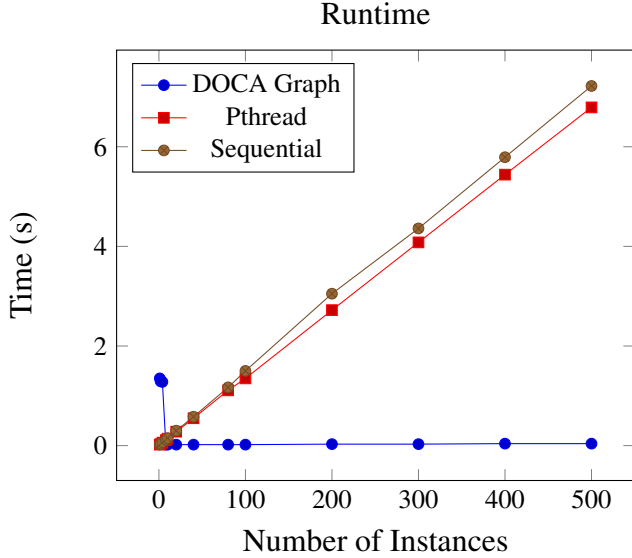 Runtime
DOCA Graph
Pthread
Sequential
Time (s)
6
4
2
0
0 100 200 300 400 500
Number of Instances